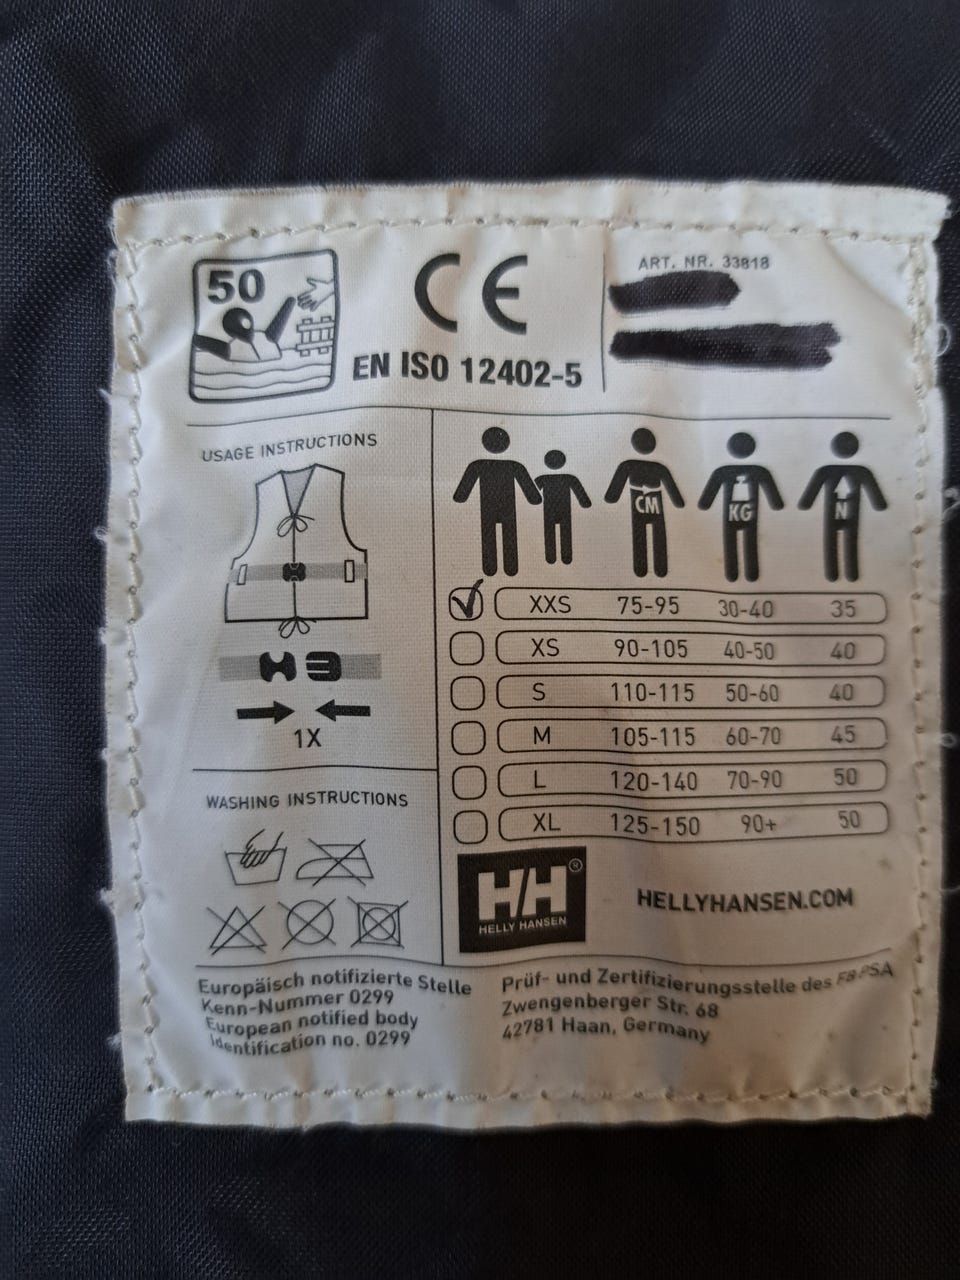 50
CE
EN ISO 12402-5
ART. NR. 33818
USAGE INSTRUCTIONS
1X
WASHING INSTRUCTIONS
CM KG N
XXS 75-95 30-40 35
XS 90-105 40-50 40
S 110-115 50-60 40
M 105-115 60-70 45
L 120-140 70-90 50
XL 125-150 90+ 50
HH®
HELLY HANSEN
HELLYHANSEN.COM
Europäisch notifizierte Stelle
Kenn-Nummer 0299
European notified body
Identification no. 0299
Prüf- und Zertifizierungsstelle des FB PSA
Zwengenberger Str. 68
42781 Haan, Germany